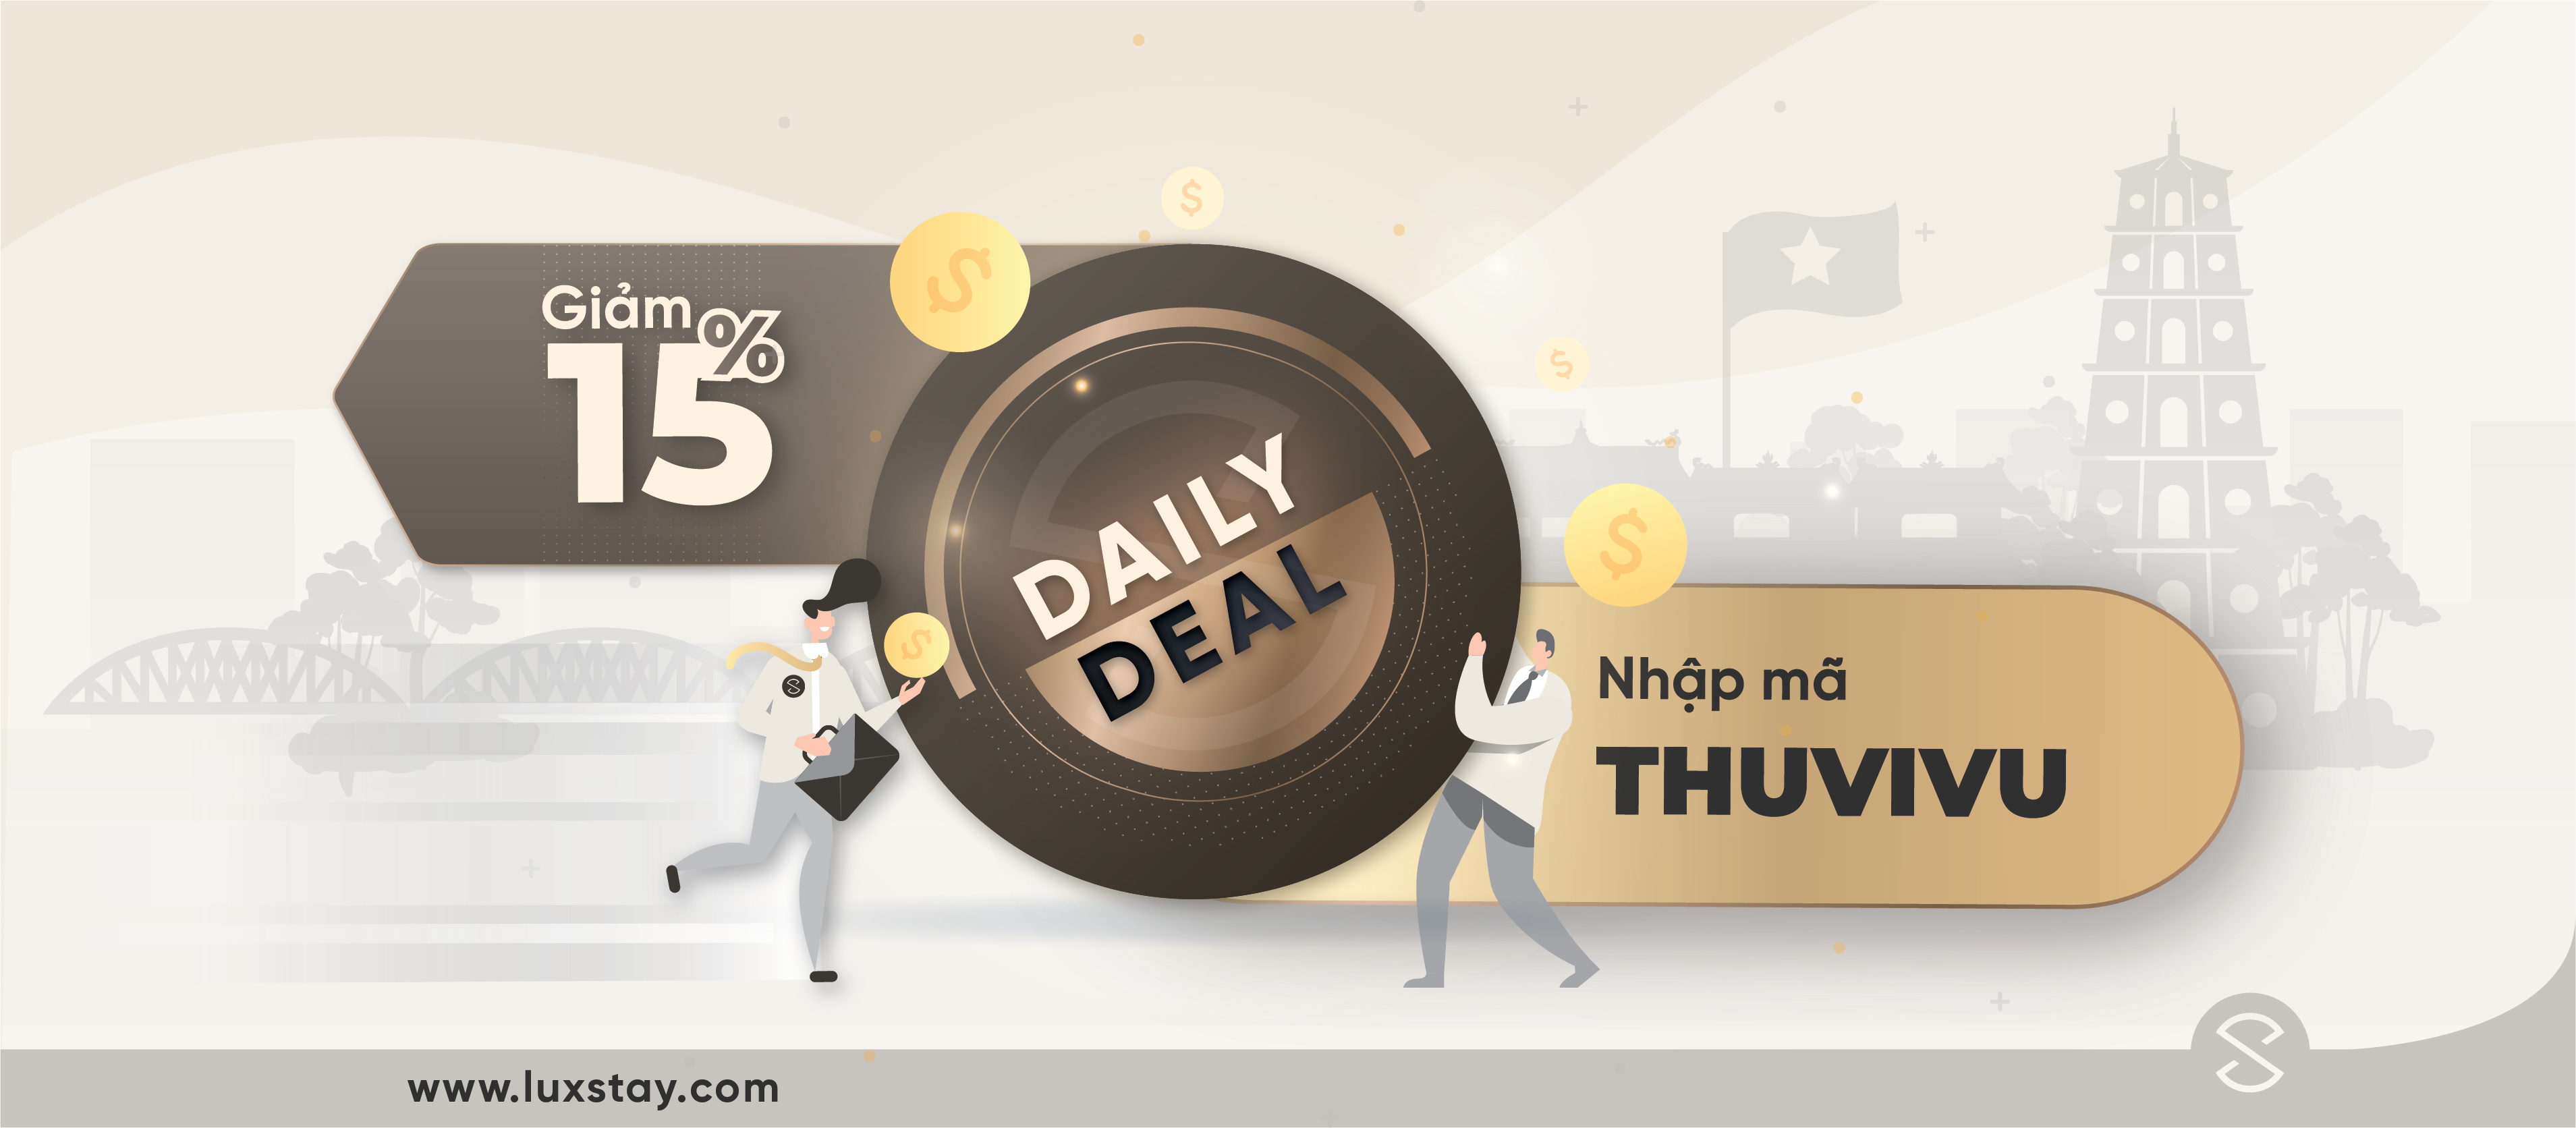 Giảm
15%
DAILY
DEAL
Nhập mã
THUVIVU
www.luxstay.com